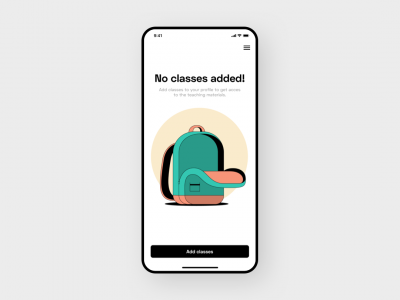 9:41
No classes added!
Add classes to your profile to get acces
to the teaching materials.
Add classes